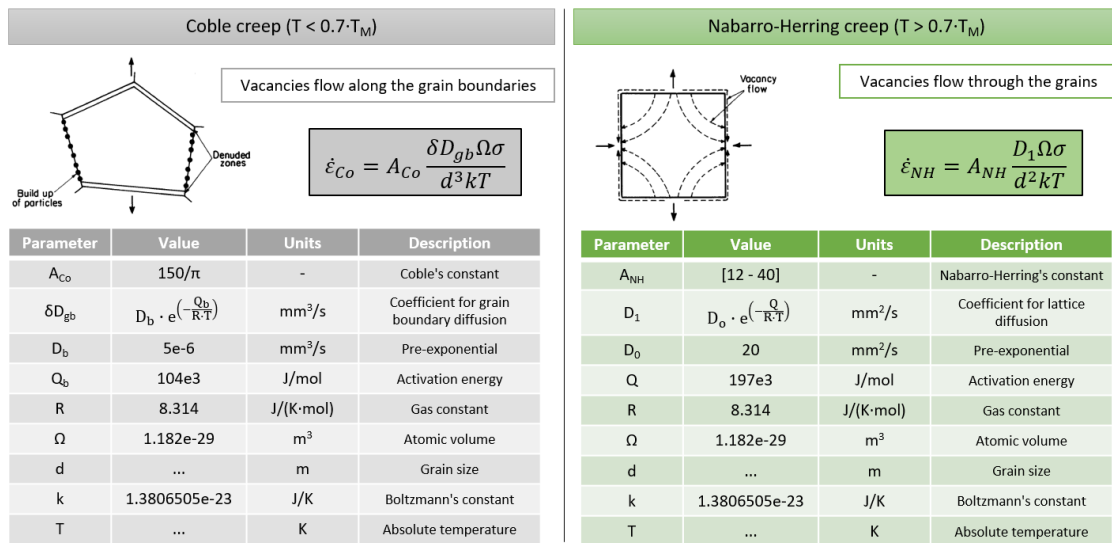 Coble creep (T < 0.7·T_M)
Vacancies flow along the grain boundaries
Denuded
zones
Build up
of particles
ε̇_Co = A_Co δD_gbΩσ / d³kT
Parameter Value Units Description
A_Co 150/π - Coble's constant
δD_gb D_b · e^(−Q_b/(R·T)) mm³/s Coefficient for grain boundary diffusion
D_b 5e-6 mm³/s Pre-exponential
Q_b 104e3 J/mol Activation energy
R 8.314 J/(K·mol) Gas constant
Ω 1.182e-29 m³ Atomic volume
d ... m Grain size
k 1.3806505e-23 J/K Boltzmann's constant
T ... K Absolute temperature
Nabarro-Herring creep (T > 0.7·T_M)
Vacancy
flow
Vacancies flow through the grains
ε̇_NH = A_NH D_1Ωσ / d²kT
Parameter Value Units Description
A_NH [12 - 40] - Nabarro-Herring's constant
D_1 D_o · e^(−Q/(R·T)) mm²/s Coefficient for lattice diffusion
D_0 20 mm²/s Pre-exponential
Q 197e3 J/mol Activation energy
R 8.314 J/(K·mol) Gas constant
Ω 1.182e-29 m³ Atomic volume
d ... m Grain size
k 1.3806505e-23 J/K Boltzmann's constant
T ... K Absolute temperature